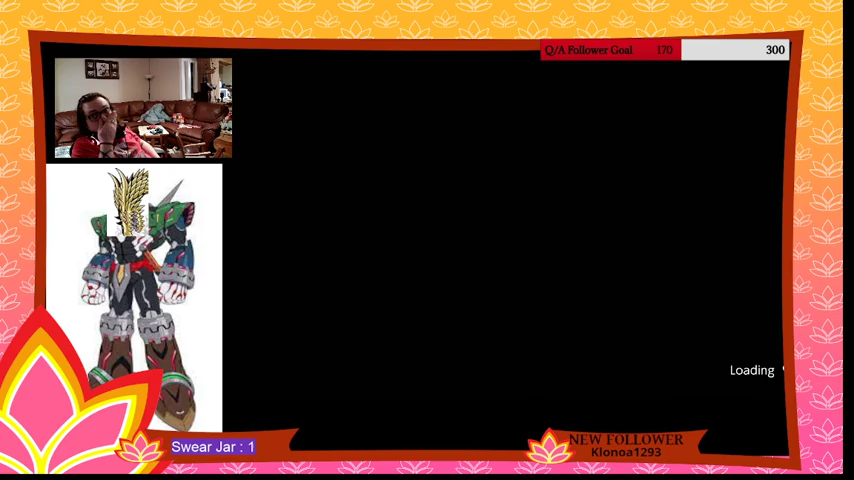 Q/A Follower Goal 170 300
Loading
Swear Jar : 1
NEW FOLLOWER
Klonoa1293